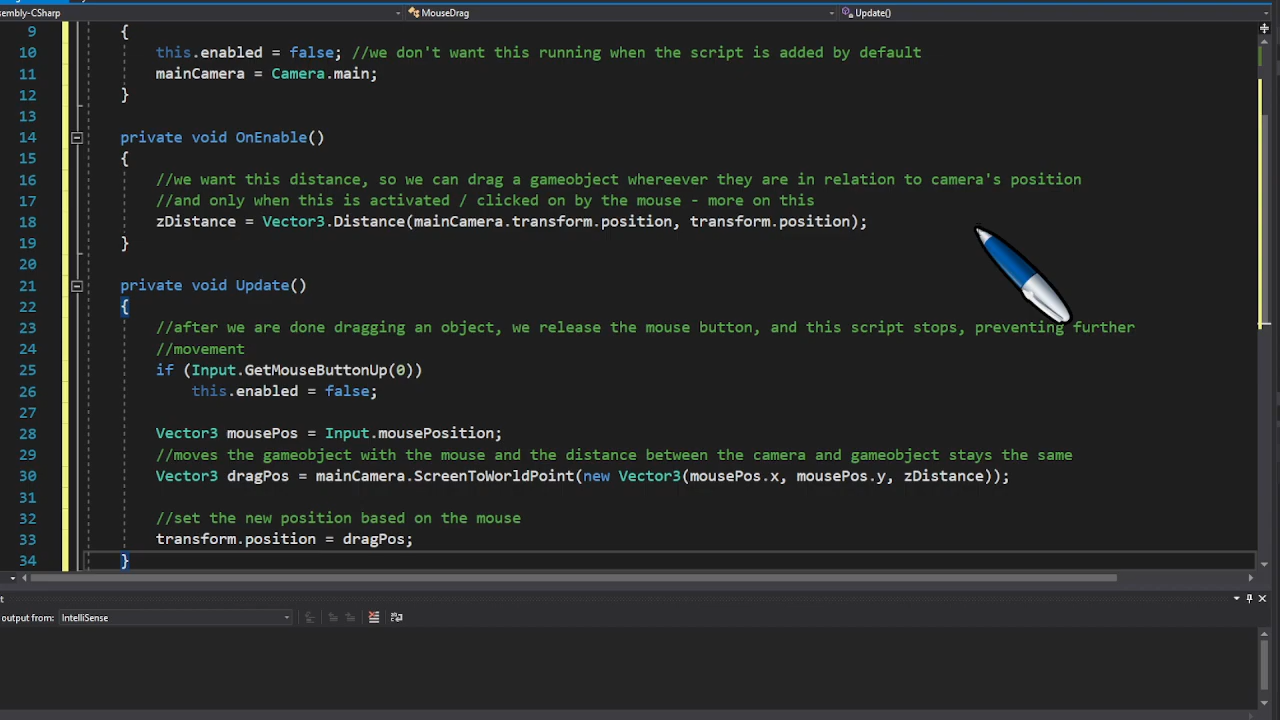 ssembly-CSharp MouseDrag Update()
9 {
10 this.enabled = false; //we don't want this running when the script is added by default
11 mainCamera = Camera.main;
12 }
13
14 private void OnEnable()
15 {
16 //we want this distance, so we can drag a gameobject whereever they are in relation to camera's position
17 //and only when this is activated / clicked on by the mouse - more on this
18 zDistance = Vector3.Distance(mainCamera.transform.position, transform.position);
19 }
20
21 private void Update()
22 {
23 //after we are done dragging an object, we release the mouse button, and this script stops, preventing further
24 //movement
25 if (Input.GetMouseButtonUp(0))
26 this.enabled = false;
27
28 Vector3 mousePos = Input.mousePosition;
29 //moves the gameobject with the mouse and the distance between the camera and gameobject stays the same
30 Vector3 dragPos = mainCamera.ScreenToWorldPoint(new Vector3(mousePos.x, mousePos.y, zDistance));
31
32 //set the new position based on the mouse
33 transform.position = dragPos;
34 }
t
output from: IntelliSense